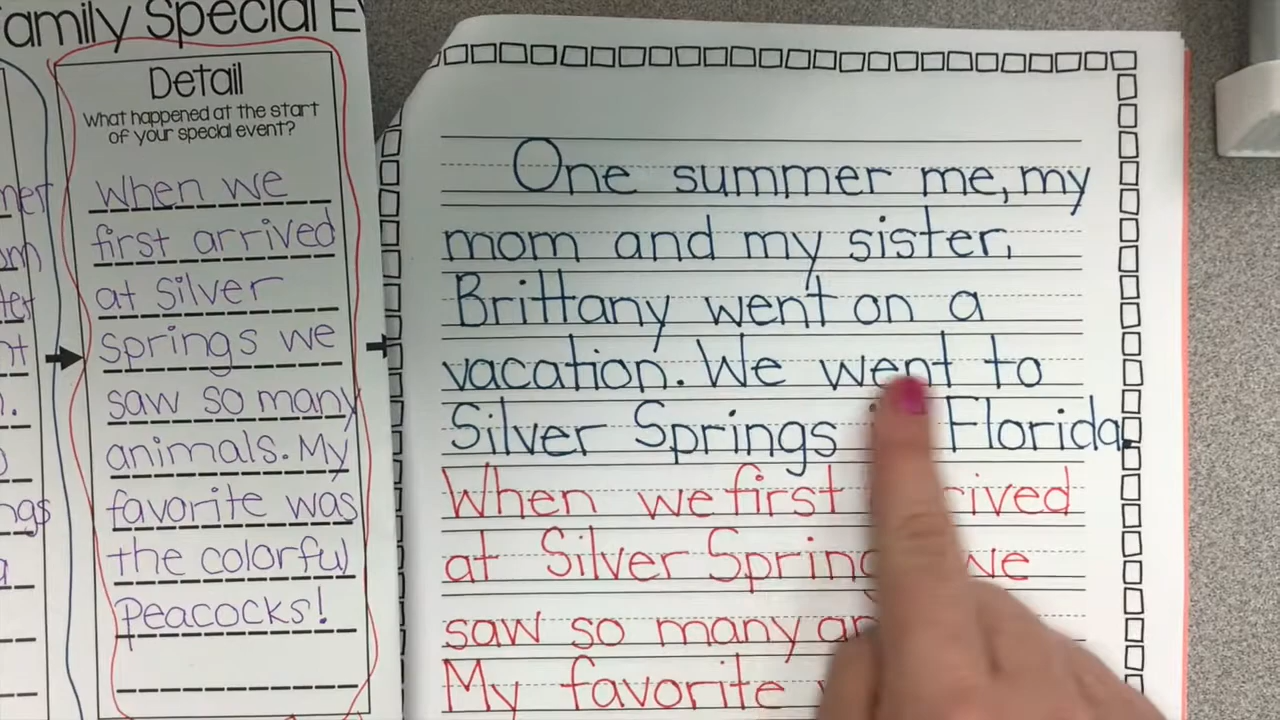 Family Special E
Detail
What happened at the start
of your special event?
When we
first arrived
at Silver
Springs we
saw so many
animals. My
favorite was
the colorful
Peacocks!
One summer me, my
mom and my sister,
Brittany went on a
vacation. We went to
Silver Springs Florida.
When we first
at Silver we
saw so many
My favorite